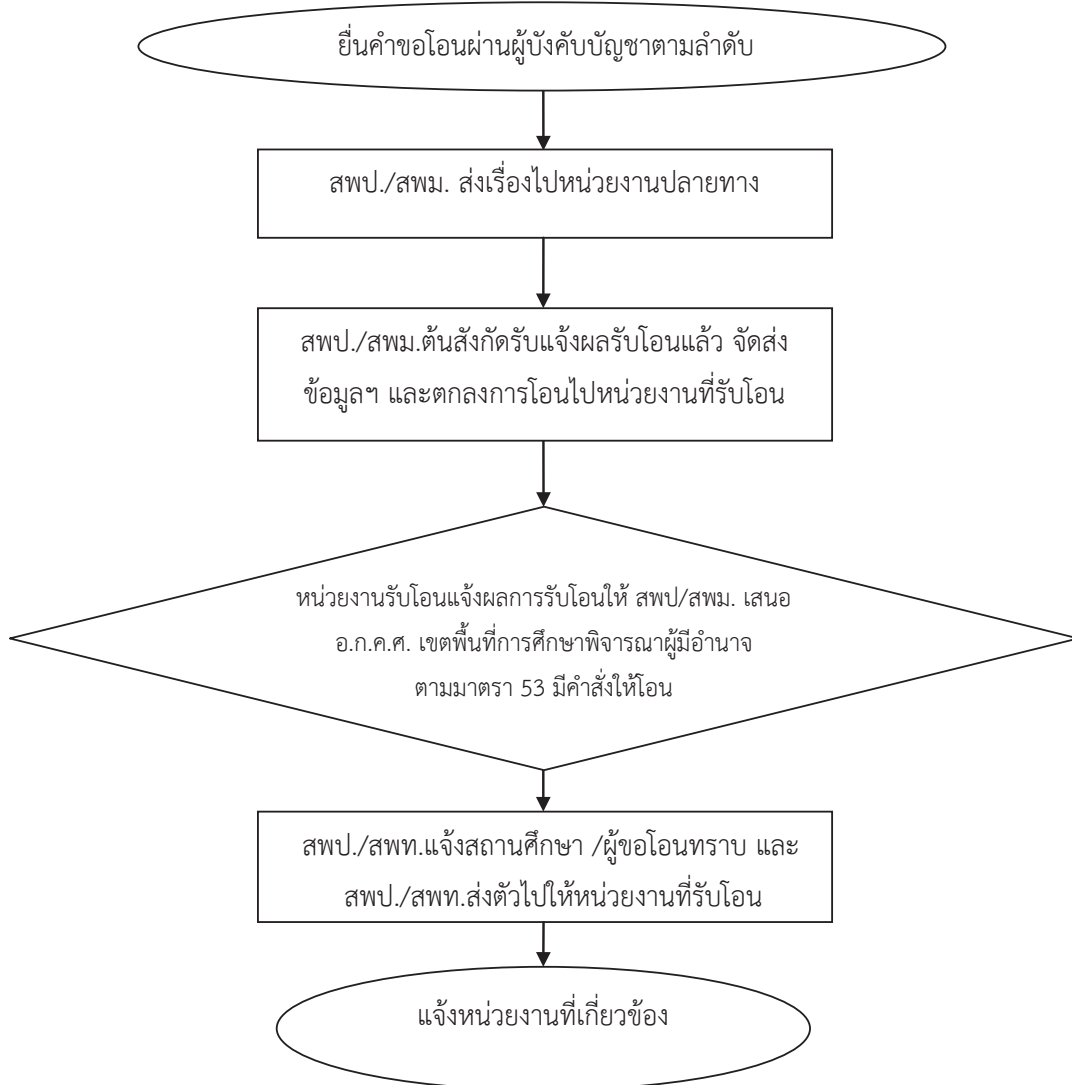 ยื่นคำขอโอนผ่านผู้บังคับบัญชาตามลำดับ
สพป./สพม. ส่งเรื่องไปหน่วยงานปลายทาง
สพป./สพม.ต้นสังกัดรับแจ้งผลรับโอนแล้ว จัดส่ง
ข้อมูลฯ และตกลงการโอนไปหน่วยงานที่รับโอน
หน่วยงานรับโอนแจ้งผลการรับโอนให้ สพป/สพม. เสนอ
อ.ก.ค.ศ. เขตพื้นที่การศึกษาพิจารณาผู้มีอำนาจ
ตามมาตรา 53 มีคำสั่งให้โอน
สพป./สพท.แจ้งสถานศึกษา /ผู้ขอโอนทราบ และ
สพป./สพท.ส่งตัวไปให้หน่วยงานที่รับโอน
แจ้งหน่วยงานที่เกี่ยวข้อง